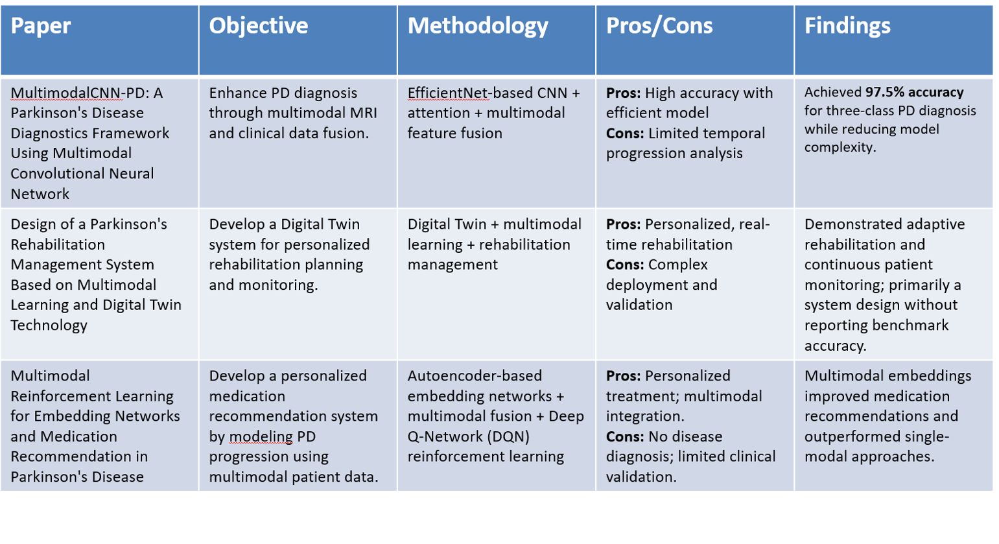 Paper
Objective
Methodology
Pros/Cons
Findings
MultimodalCNN-PD: A
Parkinson's Disease
Diagnostics Framework
Using Multimodal
Convolutional Neural
Network
Enhance PD diagnosis
through multimodal MRI
and clinical data fusion.
EfficientNet-based CNN +
attention + multimodal
feature fusion
Pros: High accuracy with
efficient model
Cons: Limited temporal
progression analysis
Achieved 97.5% accuracy
for three-class PD diagnosis
while reducing model
complexity.
Design of a Parkinson's
Rehabilitation
Management System
Based on Multimodal
Learning and Digital Twin
Technology
Develop a Digital Twin
system for personalized
rehabilitation planning
and monitoring.
Digital Twin + multimodal
learning + rehabilitation
management
Pros: Personalized, real-
time rehabilitation
Cons: Complex
deployment and
validation
Demonstrated adaptive
rehabilitation and
continuous patient
monitoring; primarily a
system design without
reporting benchmark
accuracy.
Multimodal
Reinforcement Learning
for Embedding Networks
and Medication
Recommendation in
Parkinson's Disease
Develop a personalized
medication
recommendation system
by modeling PD
progression using
multimodal patient data.
Autoencoder-based
embedding networks +
multimodal fusion + Deep
Q-Network (DQN)
reinforcement learning
Pros: Personalized
treatment; multimodal
integration.
Cons: No disease
diagnosis; limited clinical
validation.
Multimodal embeddings
improved medication
recommendations and
outperformed single-
modal approaches.